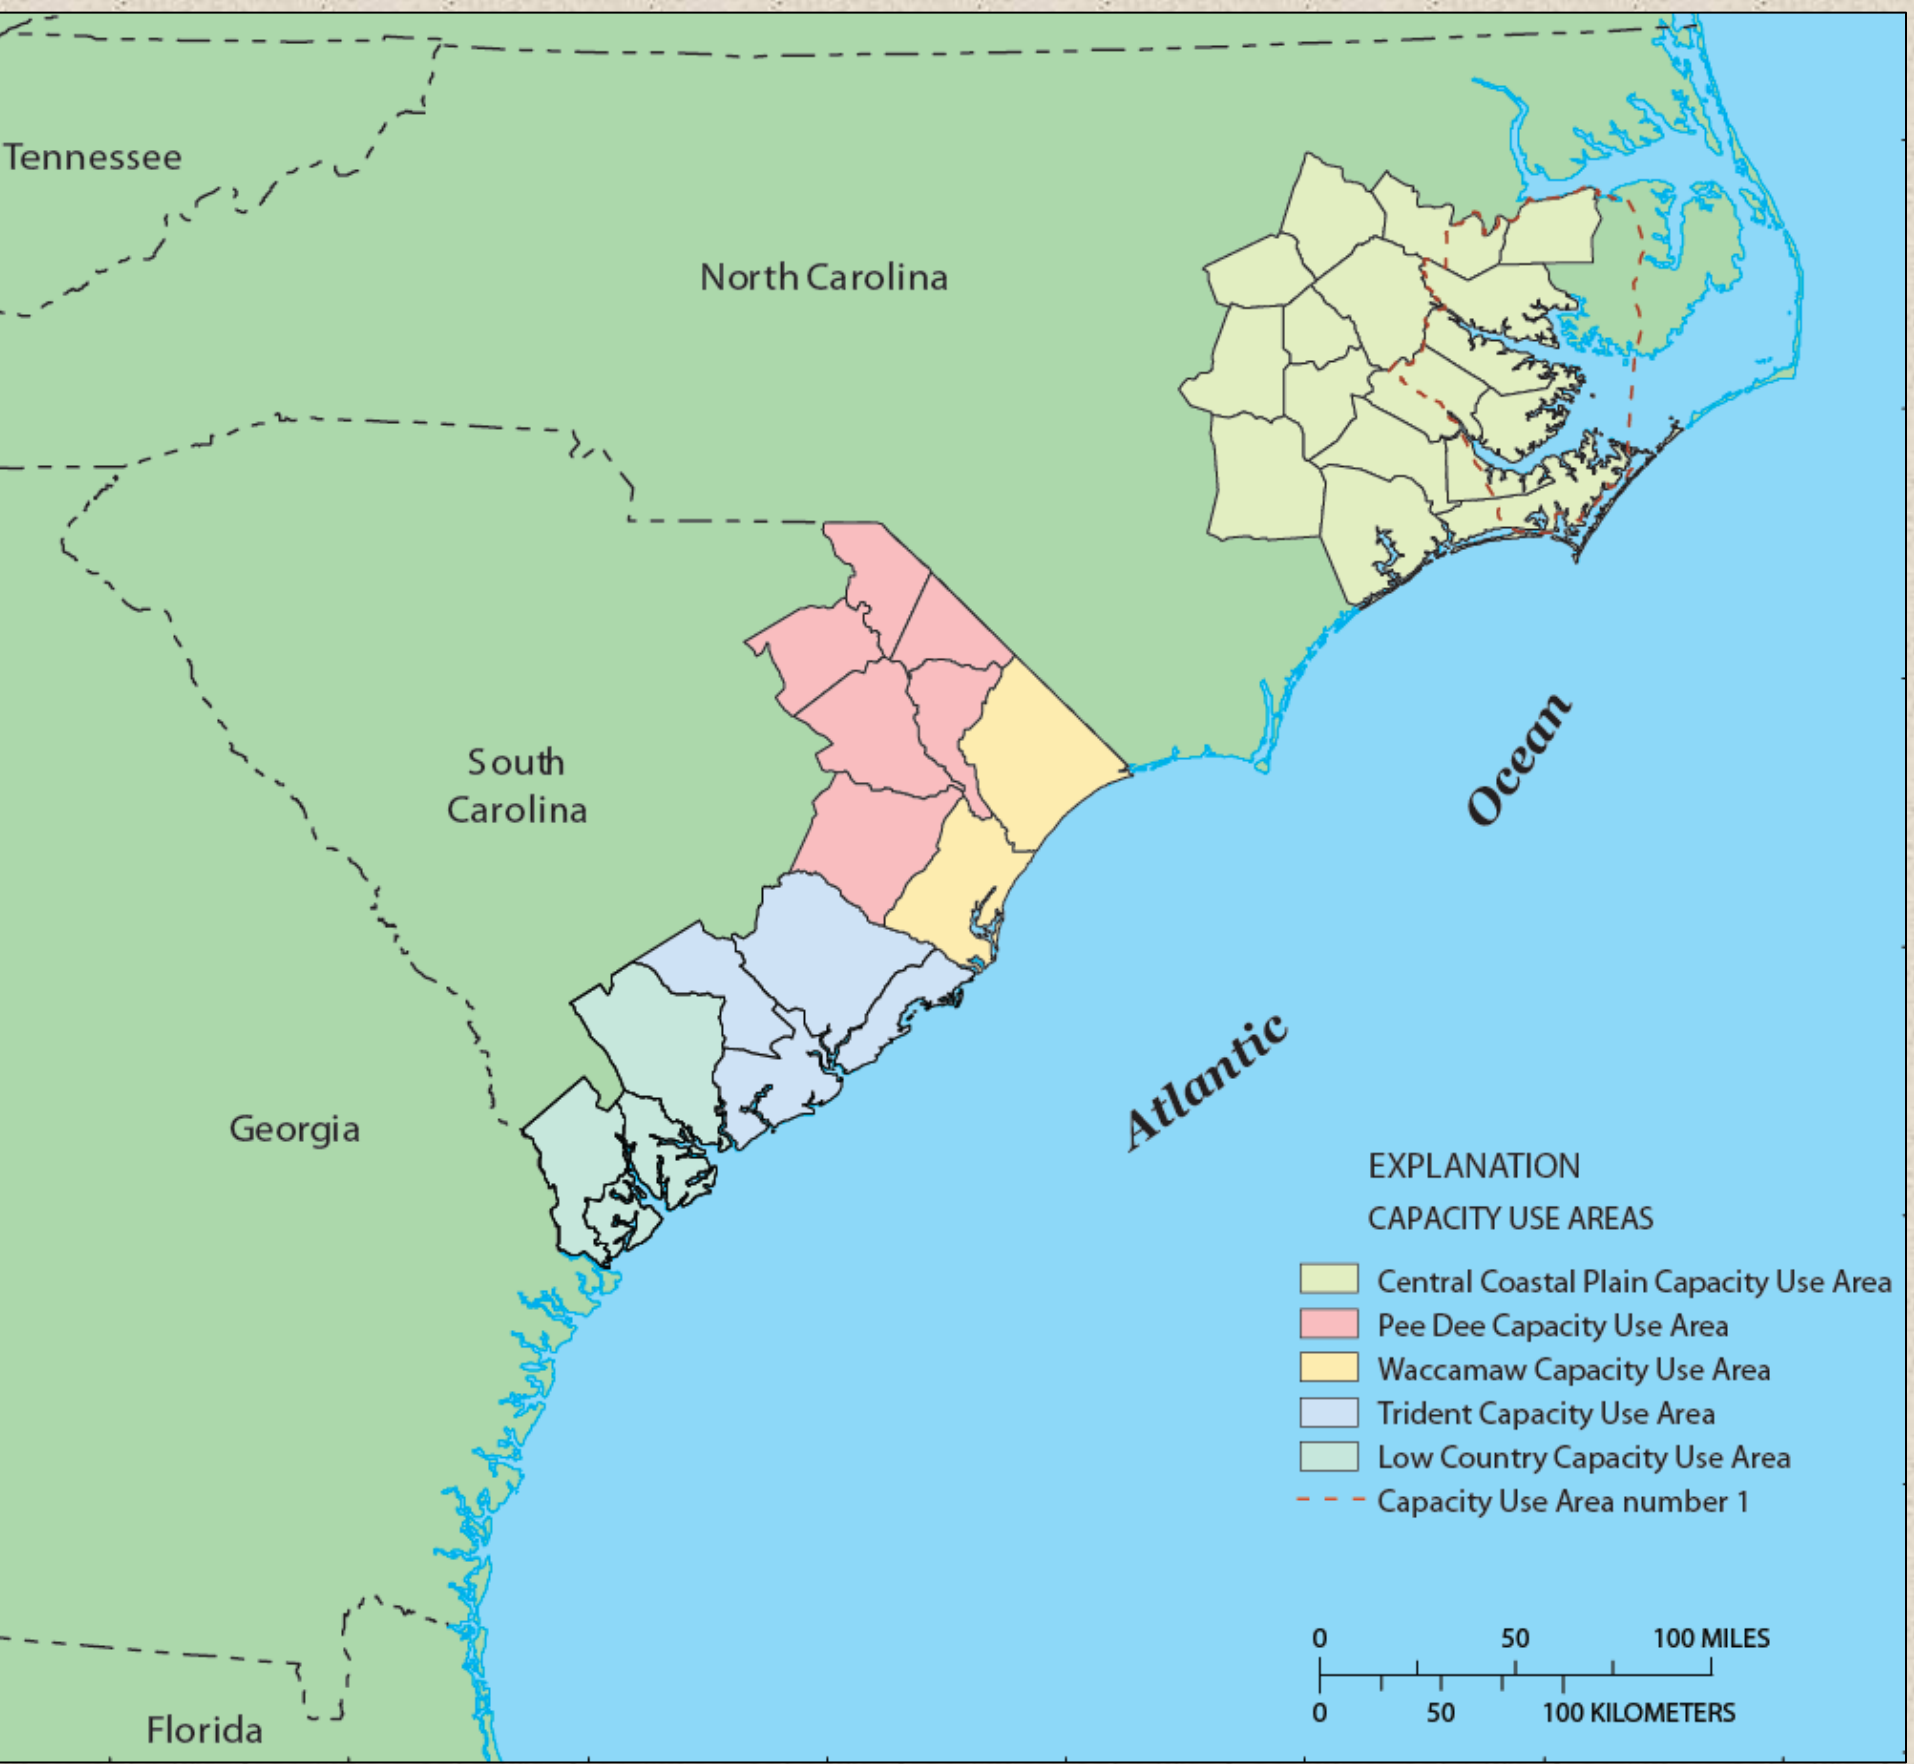 Tennessee
North Carolina
South
Carolina
Georgia
Florida
Atlantic
Ocean
EXPLANATION
CAPACITY USE AREAS
Central Coastal Plain Capacity Use Area
Pee Dee Capacity Use Area
Waccamaw Capacity Use Area
Trident Capacity Use Area
Low Country Capacity Use Area
Capacity Use Area number 1
0 50 100 MILES
0 50 100 KILOMETERS